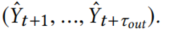 (Ŷ_{t+1}, ..., Ŷ_{t+τ_{out}}).